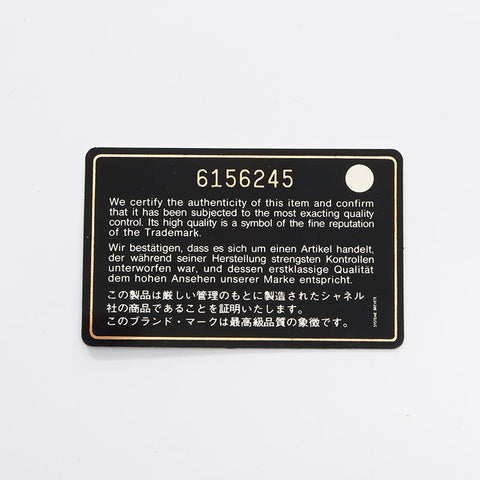 6156245
We certify the authenticity of this item and confirm
that it has been subjected to the most exacting quality
control. Its high quality is a symbol of the fine reputation
of the Trademark.
Wir bestätigen, dass es sich um einen Artikel handelt,
der während seiner Herstellung strengsten Kontrollen
unterworfen war, und dessen erstklassige Qualität
dem hohen Ansehen unserer Marke entspricht.
この製品は厳しい管理のもとに製造されたシャネル
社の商品であることを証明いたします。
このブランド・マークは最高級品質の象徴です。